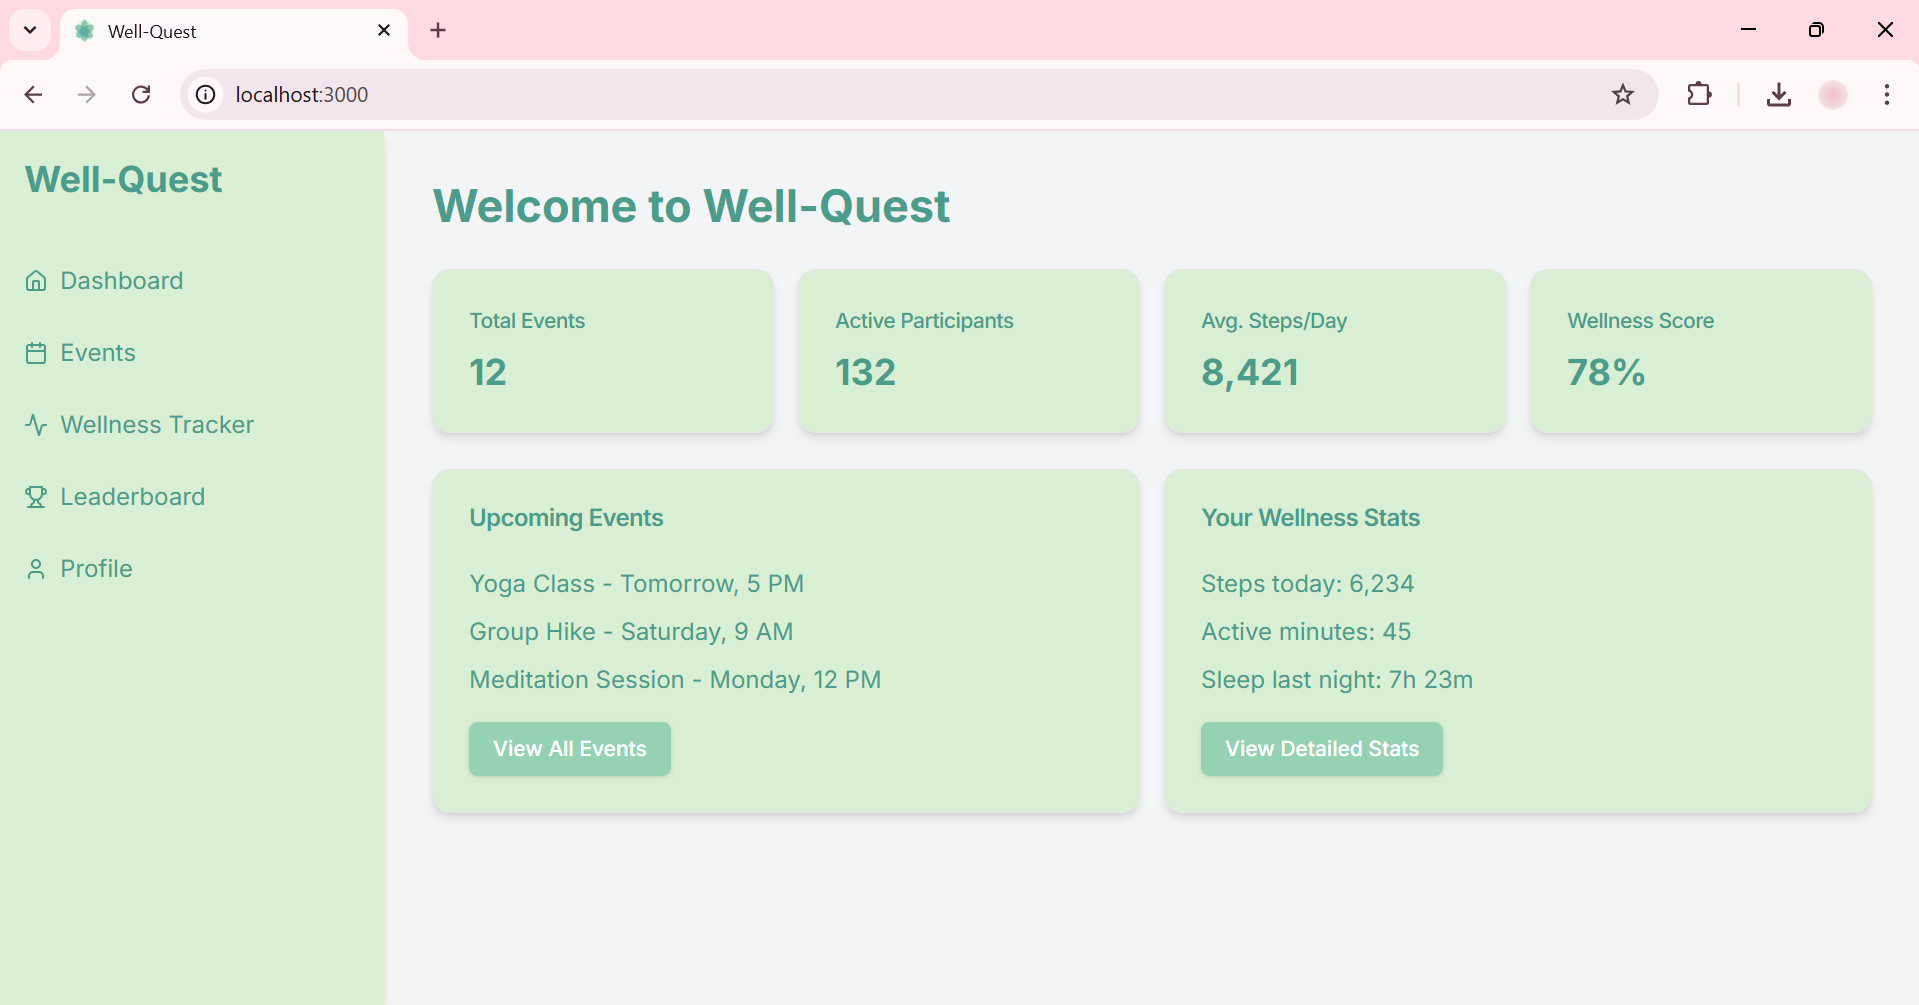 Well-Quest
localhost:3000
Well-Quest
Dashboard
Events
Wellness Tracker
Leaderboard
Profile
Welcome to Well-Quest
Total Events
12
Active Participants
132
Avg. Steps/Day
8,421
Wellness Score
78%
Upcoming Events
Yoga Class - Tomorrow, 5 PM
Group Hike - Saturday, 9 AM
Meditation Session - Monday, 12 PM
View All Events
Your Wellness Stats
Steps today: 6,234
Active minutes: 45
Sleep last night: 7h 23m
View Detailed Stats